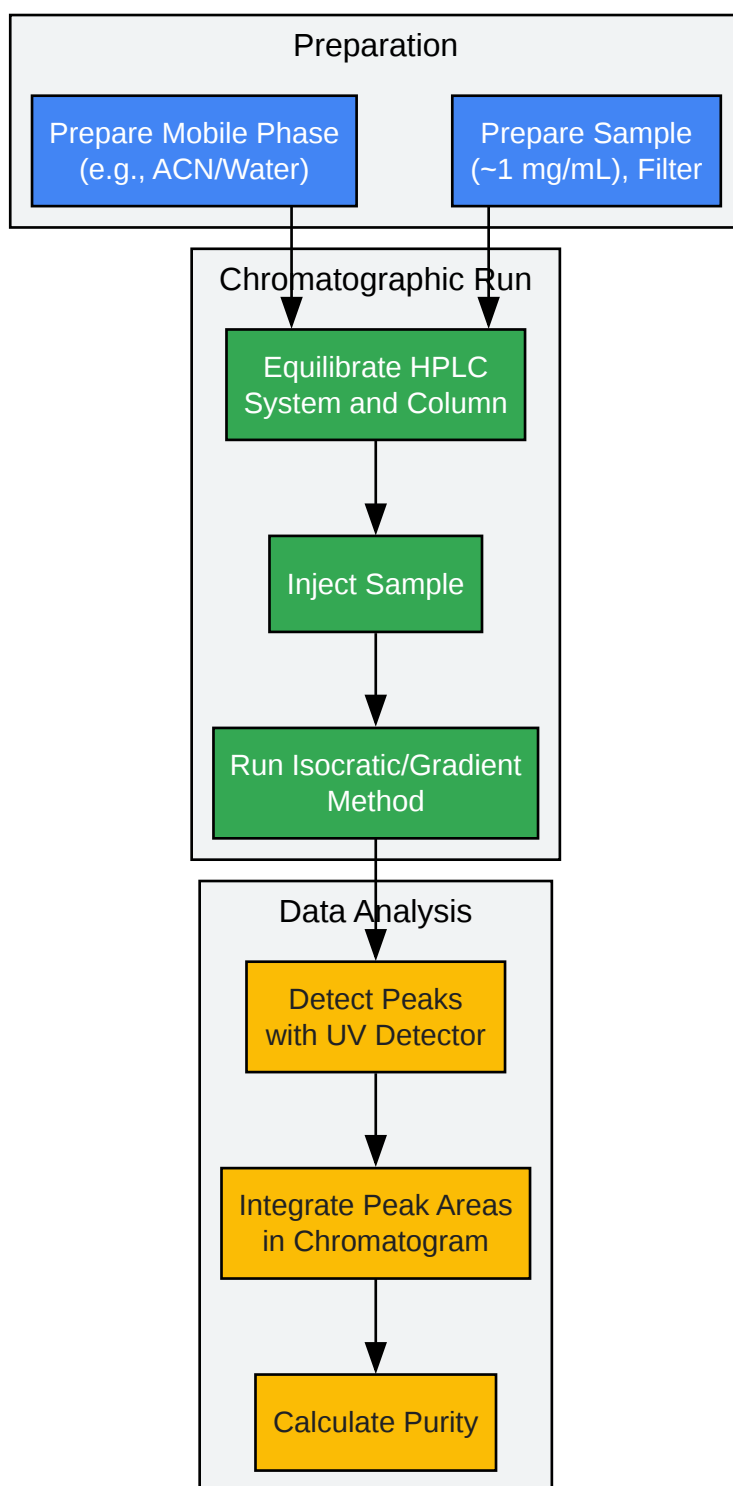 Preparation
Prepare Mobile Phase
(e.g., ACN/Water)
Prepare Sample
(~1 mg/mL), Filter
Chromatographic Run
Equilibrate HPLC
System and Column
Inject Sample
Run Isocratic/Gradient
Method
Data Analysis
Detect Peaks
with UV Detector
Integrate Peak Areas
in Chromatogram
Calculate Purity